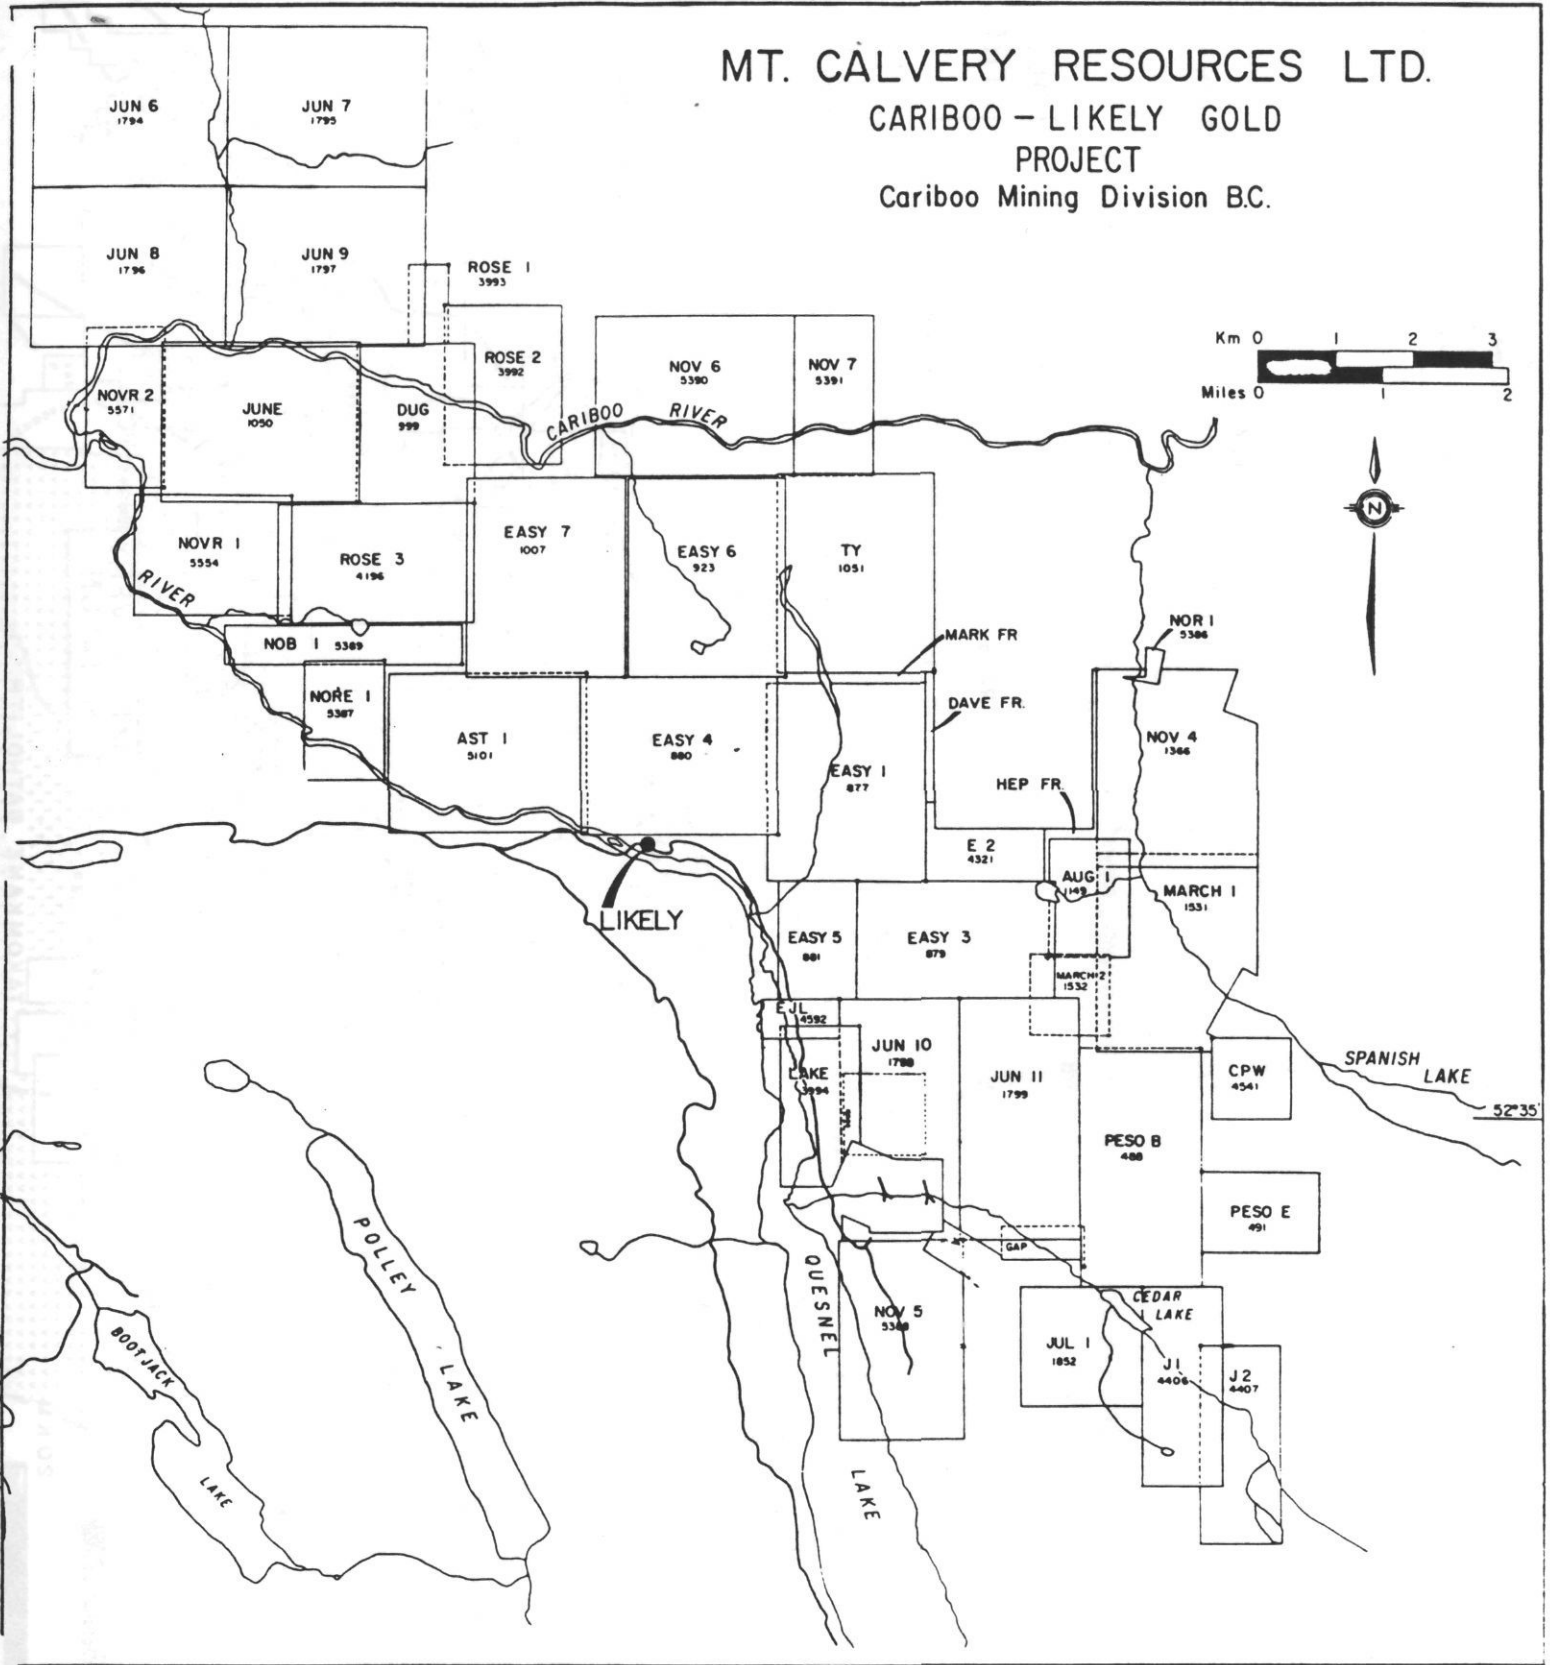 MT. CALVERY RESOURCES LTD.
CARIBOO – LIKELY GOLD
PROJECT
Cariboo Mining Division B.C.
JUN 6
1794
JUN 7
1795
JUN 8
1796
JUN 9
1797
ROSE 1
3993
ROSE 2
3992
NOV 6
5390
NOV 7
5391
Km 0 1 2 3
Miles 0 1 2
NOVR 2
5571
JUNE
1050
DUG
999
CARIBOO RIVER
N
NOVR 1
5554
ROSE 3
4196
EASY 7
1007
EASY 6
923
TY
1051
RIVER
NOB 1 5389
MARK FR
NOR 1
5386
NORE 1
5387
DAVE FR.
AST 1
5101
EASY 4
880
EASY 1
877
NOV 4
1366
HEP FR.
E 2
4321
AUG 1
1149
MARCH 1
1531
LIKELY
EASY 5
881
EASY 3
879
MARCH 2
1532
EJL
4592
JUN 10
1798
LAKE
3994
JUN 11
1799
CPW
4541
SPANISH
LAKE
52°35'
PESO B
488
PESO E
491
GAP
POLLEY LAKE
QUESNEL
LAKE
NOV 5
5388
CEDAR
LAKE
JUL 1
1852
J1
4406
J2
4407
BOOTJACK
LAKE